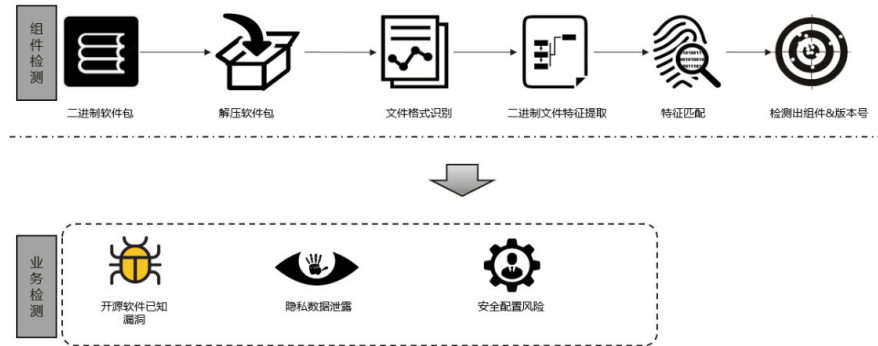 组件检测
二进制软件包
解压软件包
文件格式识别
二进制文件特征提取
特征匹配
检测出组件&版本号
业务检测
开源软件已知
漏洞
隐私数据泄露
安全配置风险